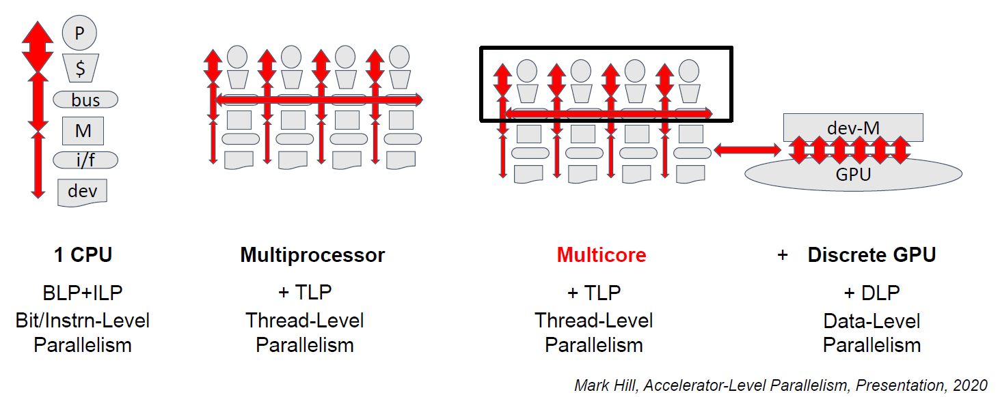 P
$
bus
M
i/f
dev
dev-M
GPU
1 CPU
BLP+ILP
Bit/Instrn-Level
Parallelism
Multiprocessor
+ TLP
Thread-Level
Parallelism
Multicore
+ TLP
Thread-Level
Parallelism
+ Discrete GPU
+ DLP
Data-Level
Parallelism
Mark Hill, Accelerator-Level Parallelism, Presentation, 2020